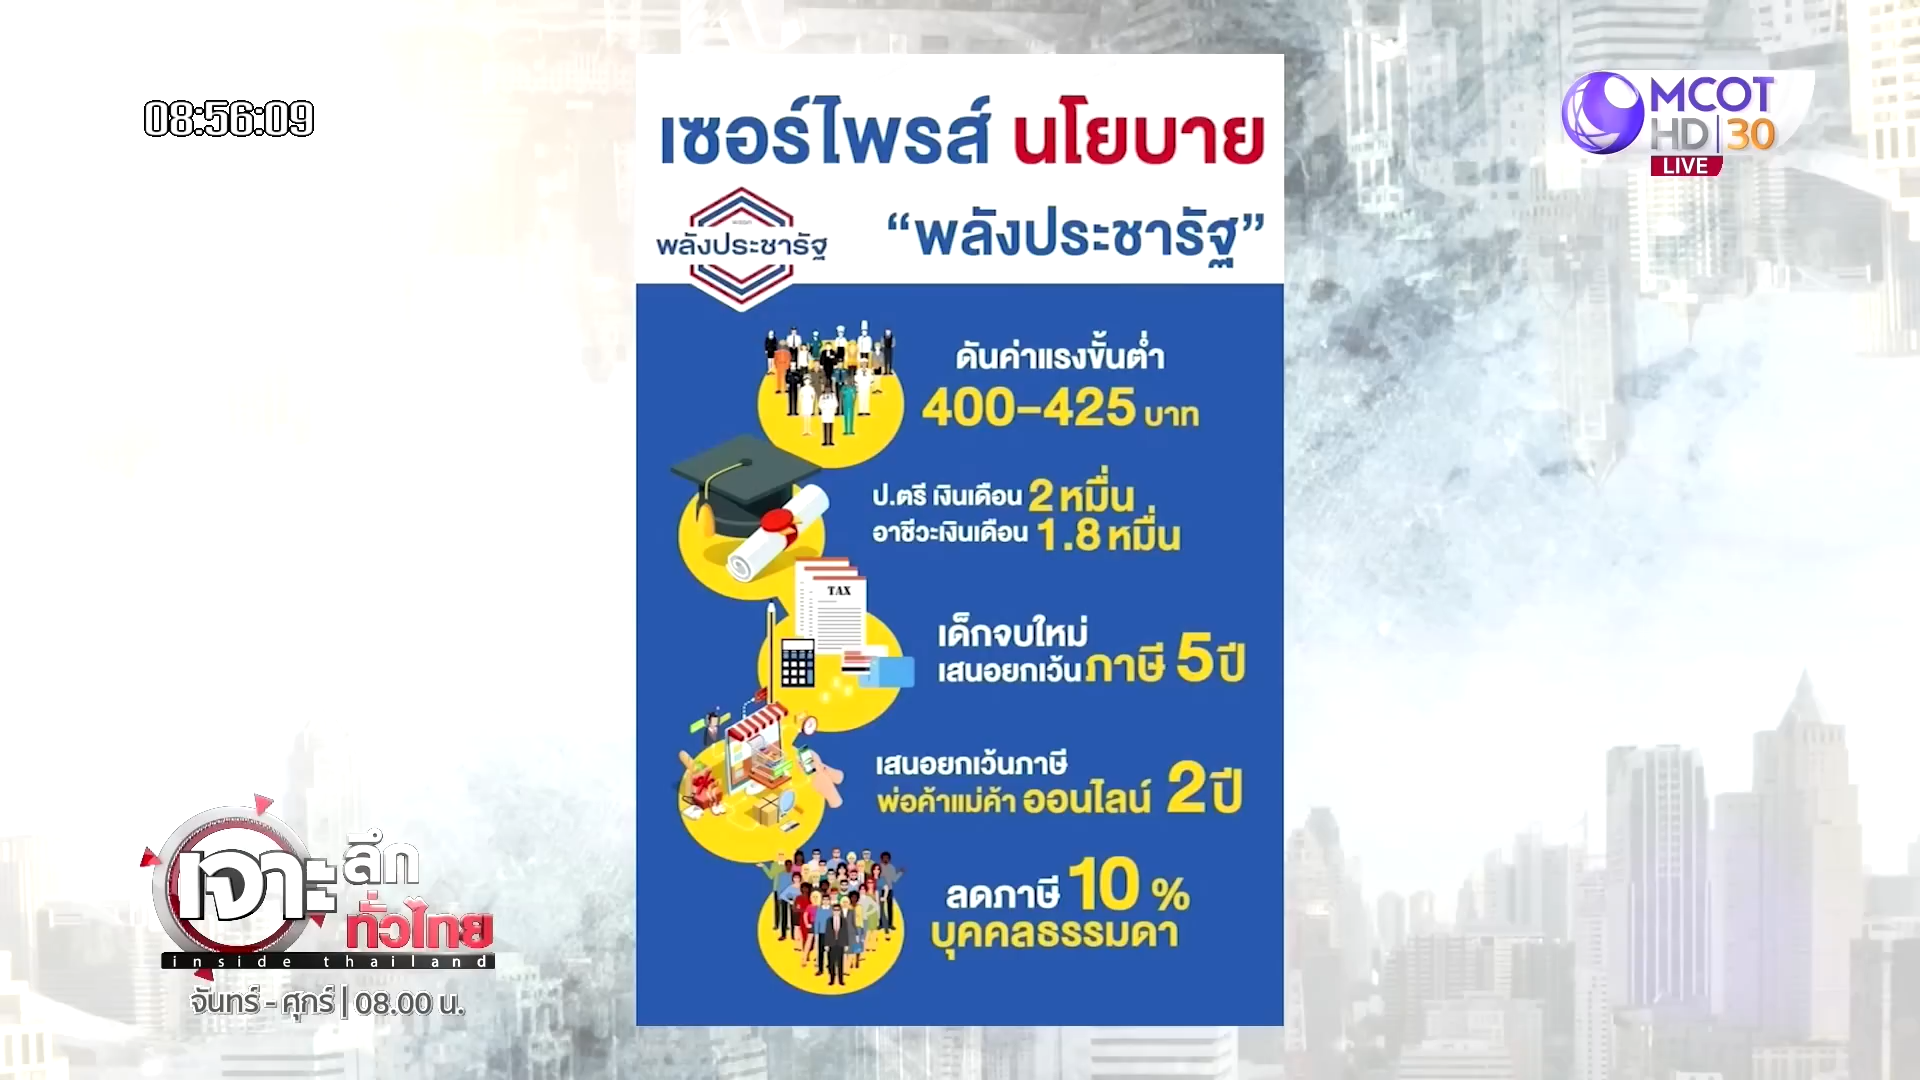 08:56:09
MCOT
HD 30
LIVE
เซอร์ไพรส์ นโยบาย
พลังประชารัฐ
“พลังประชารัฐ”
ดันค่าแรงขั้นต่ำ
400-425 บาท
ป.ตรี เงินเดือน 2 หมื่น
อาชีวะเงินเดือน 1.8 หมื่น
TAX
เด็กจบใหม่
เสนอยกเว้นภาษี 5 ปี
เสนอยกเว้นภาษี
พ่อค้าแม่ค้า ออนไลน์ 2 ปี
ลดภาษี 10 %
บุคคลธรรมดา
เจาะลึก
ทั่วไทย
inside thailand
จันทร์ - ศุกร์ | 08.00 น.